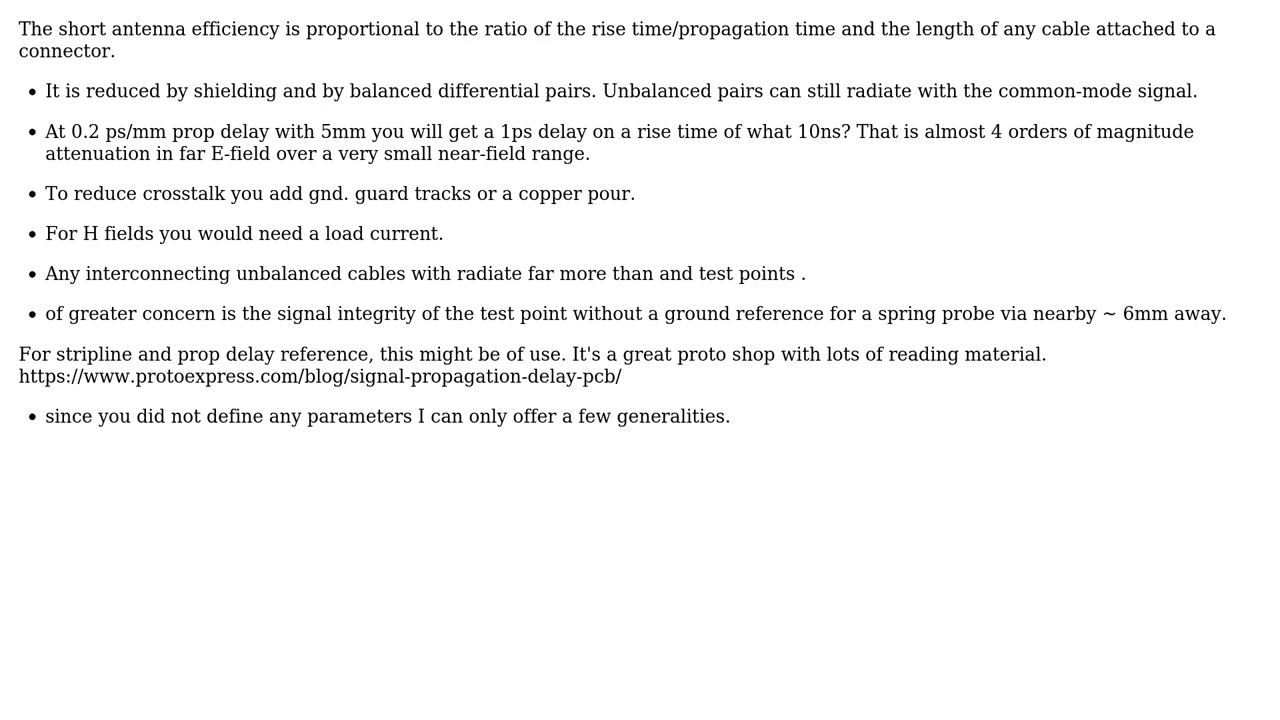 The short antenna efficiency is proportional to the ratio of the rise time/propagation time and the length of any cable attached to a
connector.
• It is reduced by shielding and by balanced differential pairs. Unbalanced pairs can still radiate with the common-mode signal.
• At 0.2 ps/mm prop delay with 5mm you will get a 1ps delay on a rise time of what 10ns? That is almost 4 orders of magnitude
attenuation in far E-field over a very small near-field range.
• To reduce crosstalk you add gnd. guard tracks or a copper pour.
• For H fields you would need a load current.
• Any interconnecting unbalanced cables with radiate far more than and test points .
• of greater concern is the signal integrity of the test point without a ground reference for a spring probe via nearby ~ 6mm away.
For stripline and prop delay reference, this might be of use. It's a great proto shop with lots of reading material.
https://www.protoexpress.com/blog/signal-propagation-delay-pcb/
• since you did not define any parameters I can only offer a few generalities.